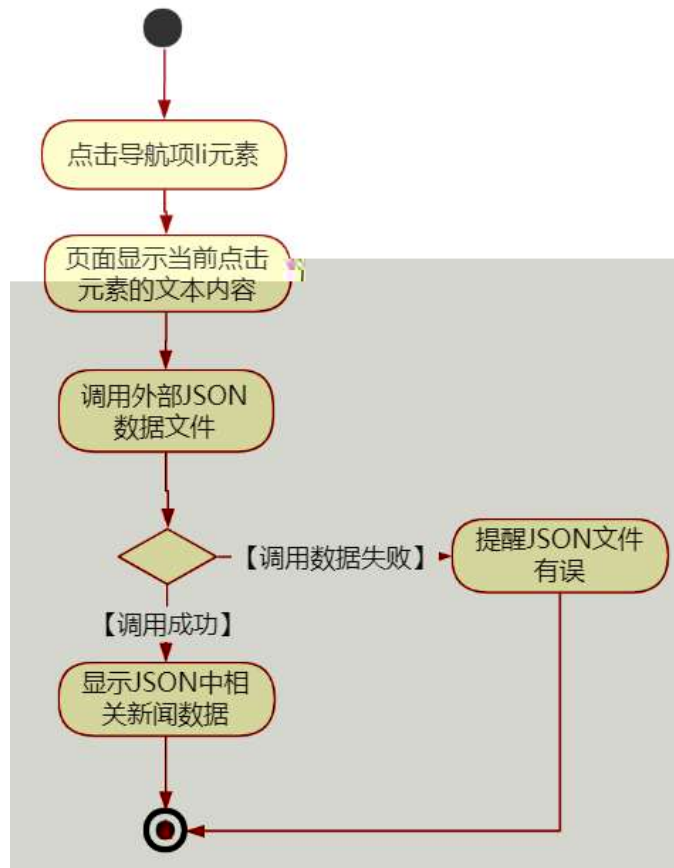 点击导航项li元素
页面显示当前点击
元素的文本内容
调用外部JSON
数据文件
【调用数据失败】
提醒JSON文件
有误
【调用成功】
显示JSON中相
关新闻数据